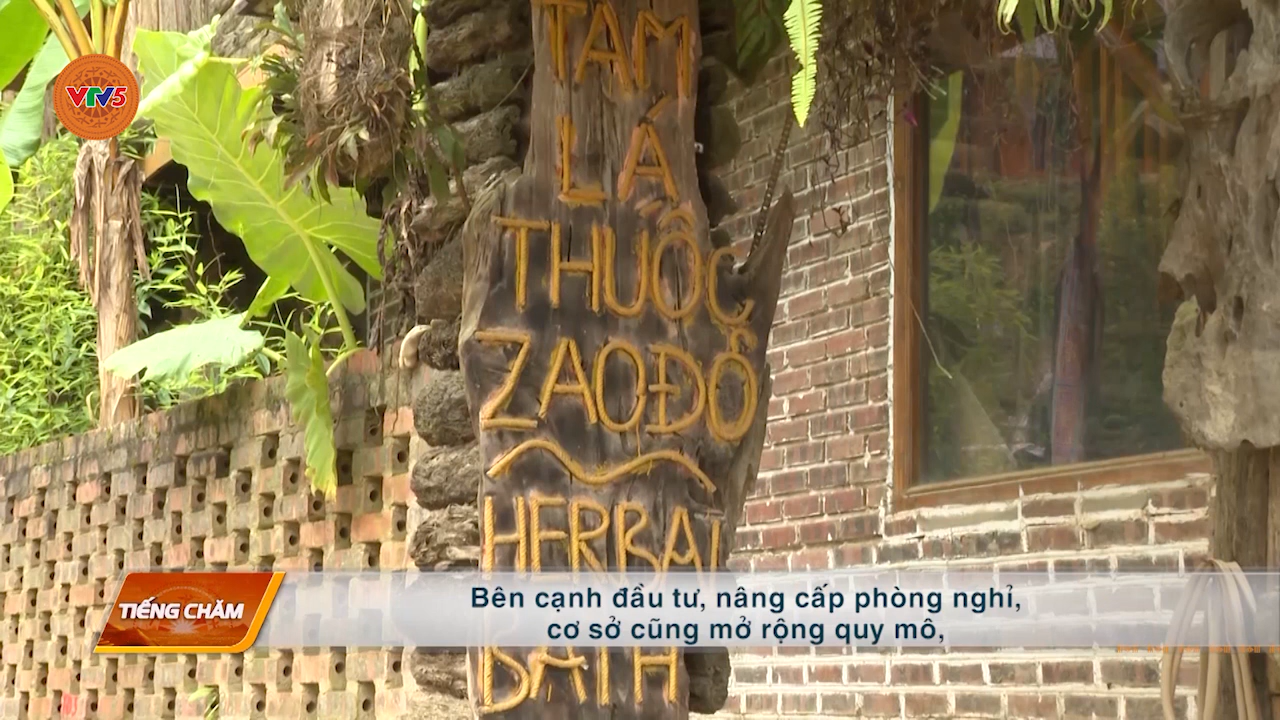 VTV5
TAM
LÁ
THUỐC
ZAO ĐỎ
HERBAL
BATH
TIẾNG CHĂM
Bên cạnh đầu tư, nâng cấp phòng nghỉ,
cơ sở cũng mở rộng quy mô,